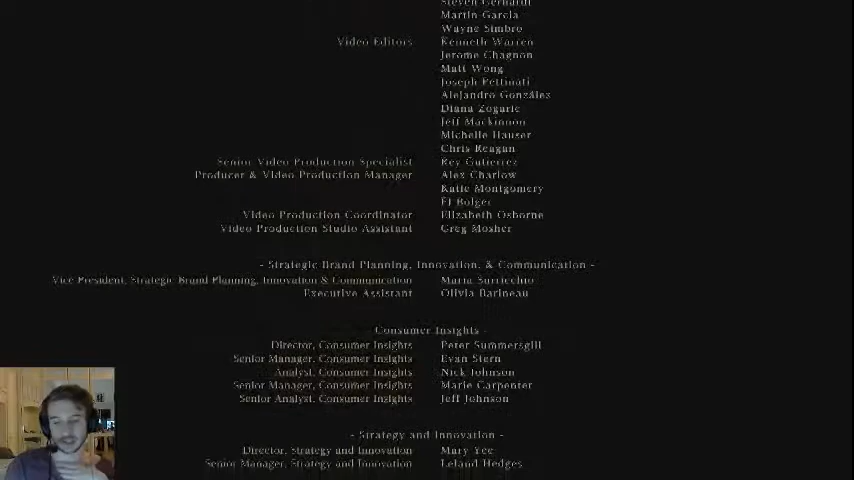 Steven Gerhardt
Martin Garcia
Wayne Simbro
Video Editors Kenneth Warren
Jerome Chagnon
Matt Wong
Joseph Pettinati
Alejandro González
Diana Zogaric
Jeff Mackinnon
Michelle Hauser
Chris Reagan
Senior Video Production Specialist Rey Gutierrez
Producer & Video Production Manager Alex Charlow
Katie Montgomery
EJ Bolger
Video Production Coordinator Elizabeth Osborne
Video Production Studio Assistant Greg Mosher
- Strategic Brand Planning, Innovation, & Communication -
Vice President, Strategic Brand Planning, Innovation & Communication Maria Surricchio
Executive Assistant Olivia Barineau
Consumer Insights -
Director, Consumer Insights Peter Summersgill
Senior Manager, Consumer Insights Evan Stern
Analyst, Consumer Insights Nick Johnson
Senior Manager, Consumer Insights Marie Carpenter
Senior Analyst, Consumer Insights Jeff Johnson
- Strategy and Innovation -
Director, Strategy and Innovation Mary Yee
Senior Manager, Strategy and Innovation Leland Hedges